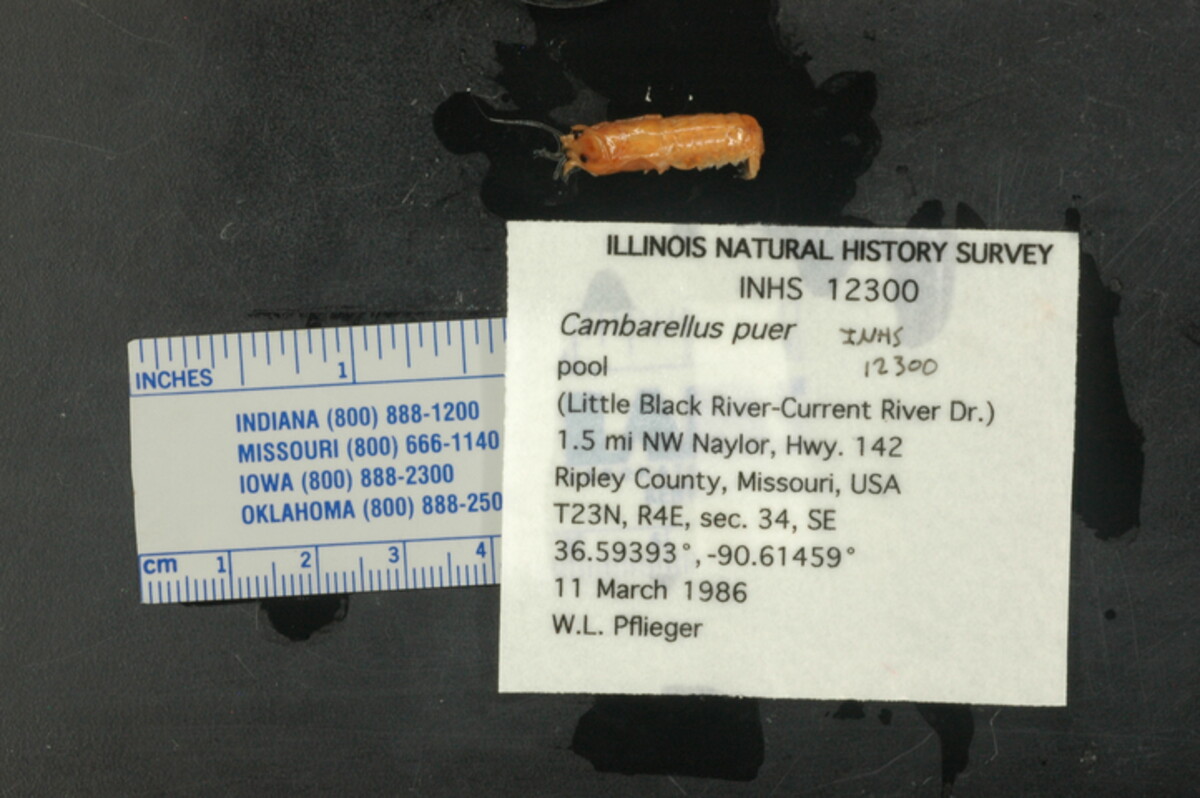 ILLINOIS NATURAL HISTORY SURVEY
INHS 12300
Cambarellus puer
INHS
12300
pool
(Little Black River-Current River Dr.)
1.5 mi NW Naylor, Hwy. 142
Ripley County, Missouri, USA
T23N, R4E, sec. 34, SE
36.59393°, -90.61459°
11 March 1986
W.L. Pflieger
INCHES 1
INDIANA (800) 888-1200
MISSOURI (800) 666-1140
IOWA (800) 888-2300
OKLAHOMA (800) 888-250
cm 1 2 3 4